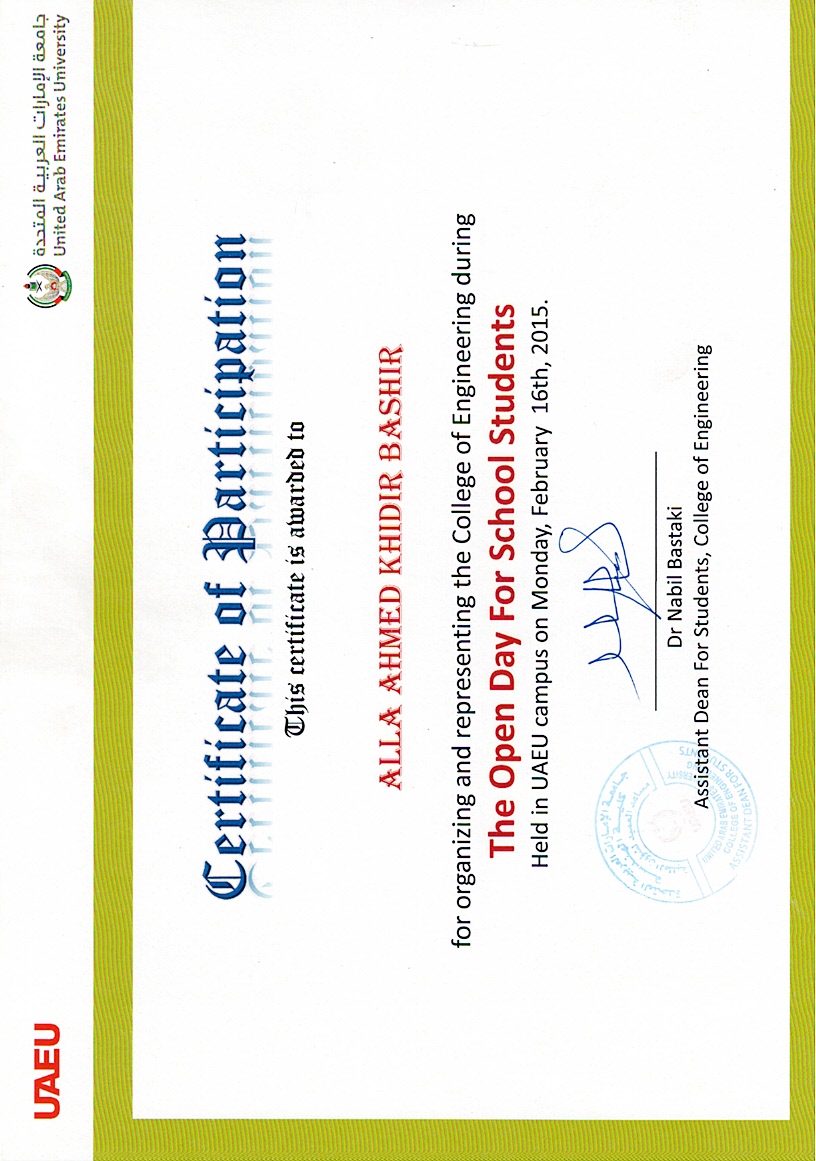 UAEU
جامعة الإمارات العربية المتحدة
United Arab Emirates University
Certificate of Participation
This certificate is awarded to
ALLA AHMED KHIDIR BASHIR
for organizing and representing the College of Engineering during
The Open Day For School Students
Held in UAEU campus on Monday, February 16th, 2015.
Dr Nabil Bastaki
Assistant Dean For Students, College of Engineering
جامعة الإمارات العربية المتحدة
كلية الهندسة
مساعد العميد لشؤون الطلبة
UAEU
UNITED ARAB EMIRATES UNIVERSITY
COLLEGE OF ENGINEERING
ASSISTANT DEAN FOR STUDENTS